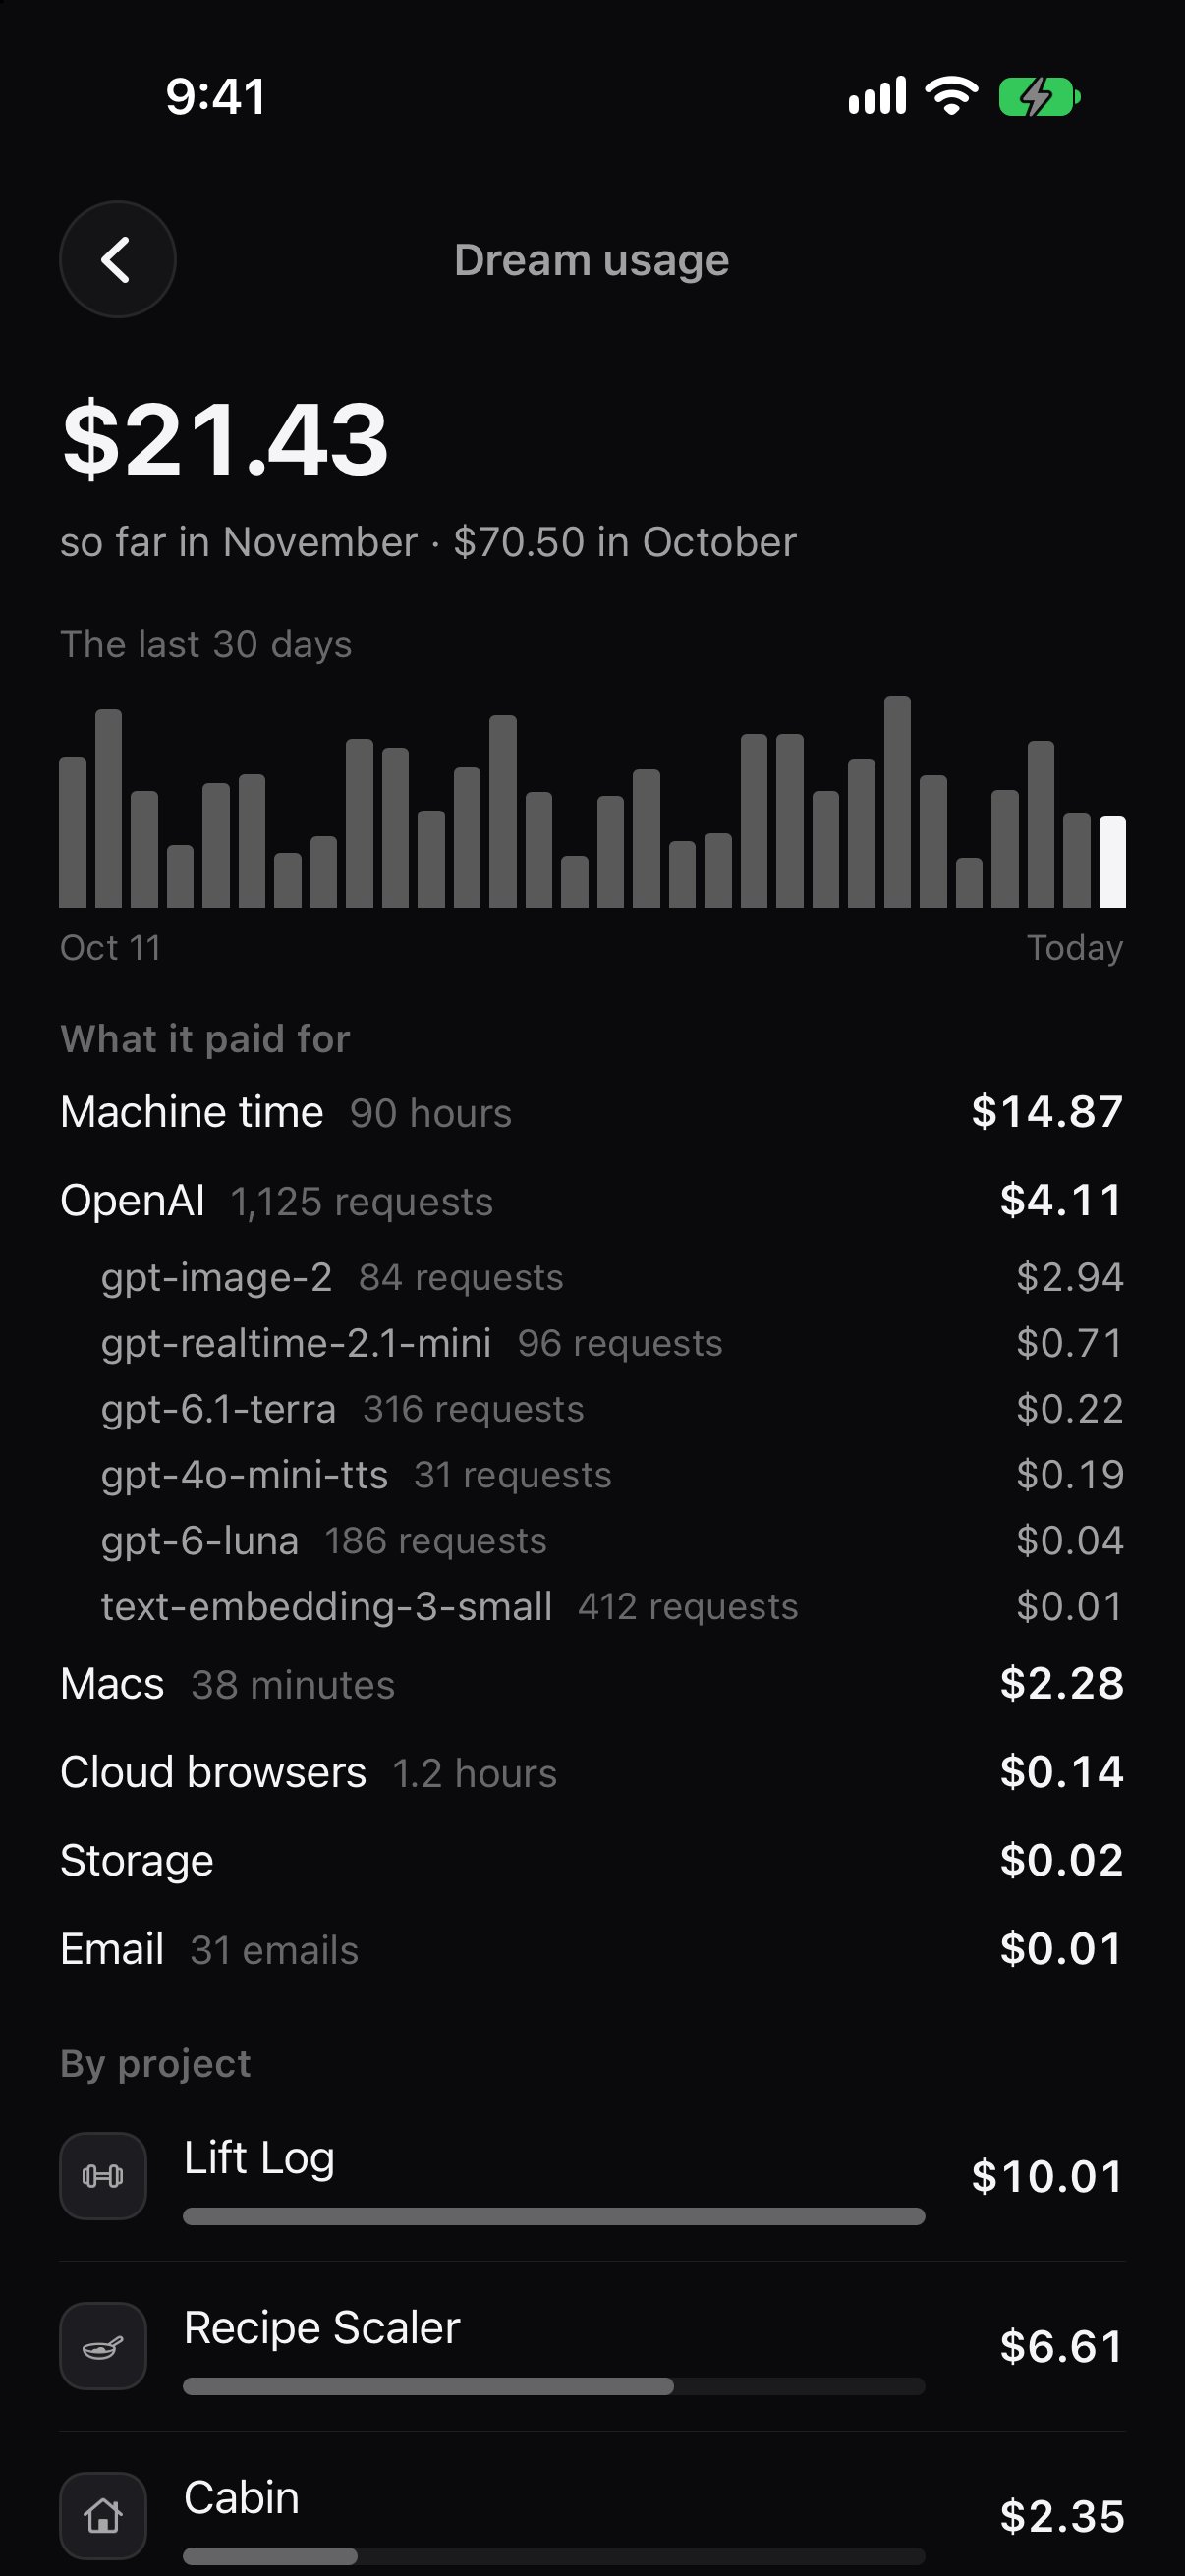 9:41
Dream usage
$21.43
so far in November · $70.50 in October
The last 30 days
Oct 11 Today
What it paid for
Machine time 90 hours $14.87
OpenAI 1,125 requests $4.11
gpt-image-2 84 requests $2.94
gpt-realtime-2.1-mini 96 requests $0.71
gpt-6.1-terra 316 requests $0.22
gpt-4o-mini-tts 31 requests $0.19
gpt-6-luna 186 requests $0.04
text-embedding-3-small 412 requests $0.01
Macs 38 minutes $2.28
Cloud browsers 1.2 hours $0.14
Storage $0.02
Email 31 emails $0.01
By project
Lift Log $10.01
Recipe Scaler $6.61
Cabin $2.35